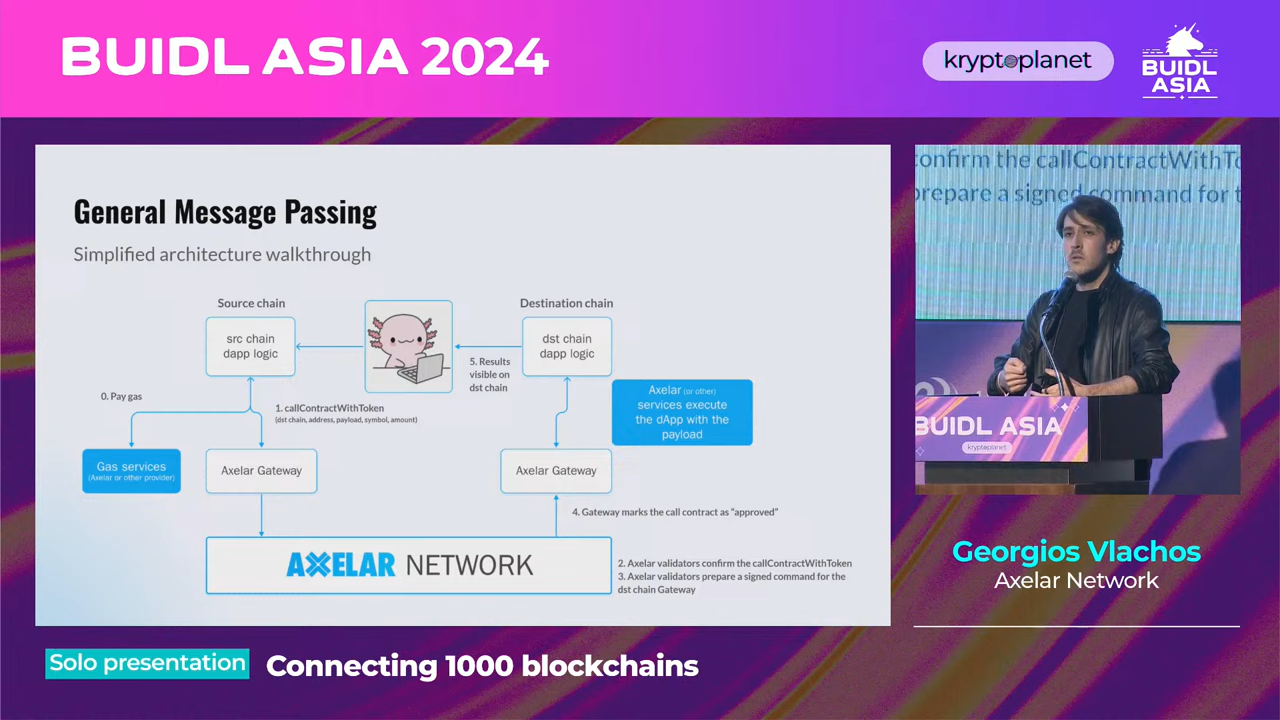 BUIDL ASIA 2024
kryptoplanet
BUIDL
ASIA
General Message Passing
Simplified architecture walkthrough
Source chain
Destination chain
src chain
dapp logic
dst chain
dapp logic
5. Results
visible on
dst chain
0. Pay gas
1. callContractWithToken
(dst chain, address, payload, symbol, amount)
Axelar (or other)
services execute
the dApp with the
payload
Gas services
(Axelar or other provider)
Axelar Gateway
Axelar Gateway
4. Gateway marks the call contract as "approved"
AXELAR NETWORK
2. Axelar validators confirm the callContractWithToken
3. Axelar validators prepare a signed command for the
dst chain Gateway
confirm the callContractWithTo
prepare a signed command for t
BUIDL ASIA
kryptoplanet
Georgios Vlachos
Axelar Network
Solo presentation
Connecting 1000 blockchains